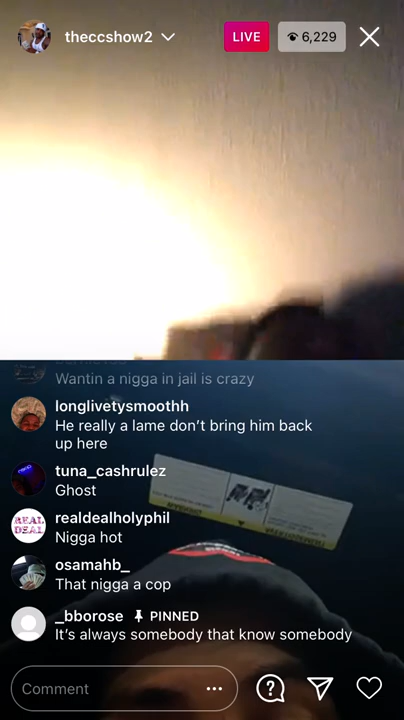 theccshow2
LIVE
6,229
Wantin a nigga in jail is crazy
longlivetysmoothh
He really a lame don't bring him back
up here
tuna_cashrulez
Ghost
realdealholyphil
Nigga hot
osamahb_
That nigga a cop
_bborose PINNED
It's always somebody that know somebody
Comment